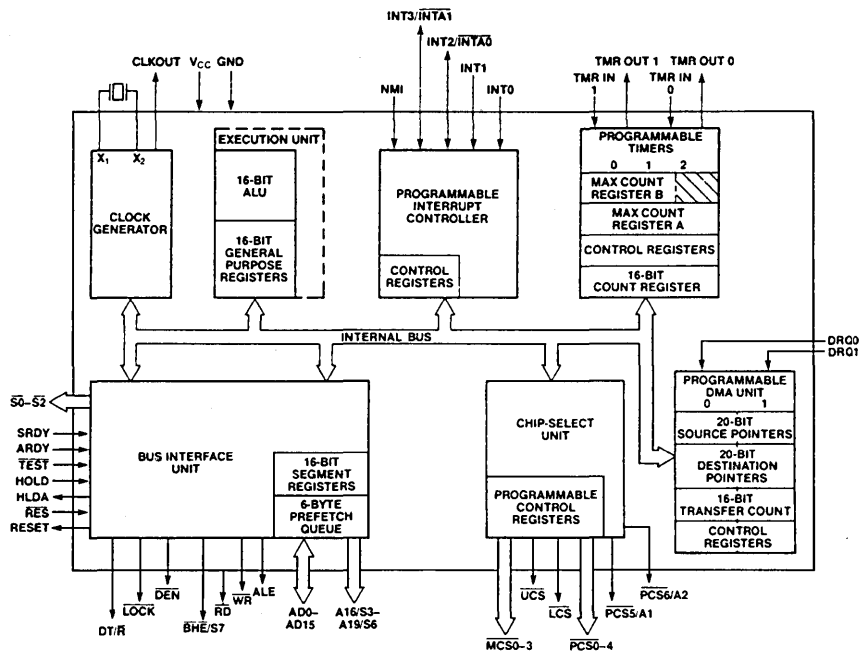 INT3/INTA1
INT2/INTA0
CLKOUT VCC GND
INT1
NMI
INT0
TMR OUT 1 TMR OUT 0
TMR IN TMR IN
1 0
X1 X2
CLOCK
GENERATOR
EXECUTION UNIT
16-BIT
ALU
16-BIT
GENERAL
PURPOSE
REGISTERS
PROGRAMMABLE
INTERRUPT
CONTROLLER
CONTROL
REGISTERS
PROGRAMMABLE
TIMERS
0 1 2
MAX COUNT
REGISTER B
MAX COUNT
REGISTER A
CONTROL REGISTERS
16-BIT
COUNT REGISTER
INTERNAL BUS
DRQ0
DRQ1
S0-S2
SRDY
ARDY
TEST
HOLD
HLDA
RES
RESET
BUS INTERFACE
UNIT
16-BIT
SEGMENT
REGISTERS
6-BYTE
PREFETCH
QUEUE
CHIP-SELECT
UNIT
PROGRAMMABLE
CONTROL
REGISTERS
PROGRAMMABLE
DMA UNIT
0 1
20-BIT
SOURCE POINTERS
20-BIT
DESTINATION
POINTERS
16-BIT
TRANSFER COUNT
CONTROL
REGISTERS
DT/R
LOCK
DEN
BHE/S7
RD
WR
ALE
AD0-
AD15
A16/S3-
A19/S6
MCS0-3
UCS
LCS
PCS0-4
PCS5/A1
PCS6/A2